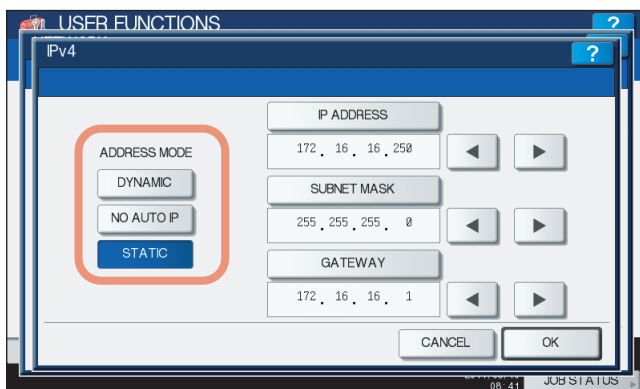 USER FUNCTIONS
?
IPv4
?
ADDRESS MODE
DYNAMIC
NO AUTO IP
STATIC
IP ADDRESS
172. 16. 16. 250
SUBNET MASK
255. 255. 255. 0
GATEWAY
172. 16. 16. 1
CANCEL
OK
08:41
JOB STATUS